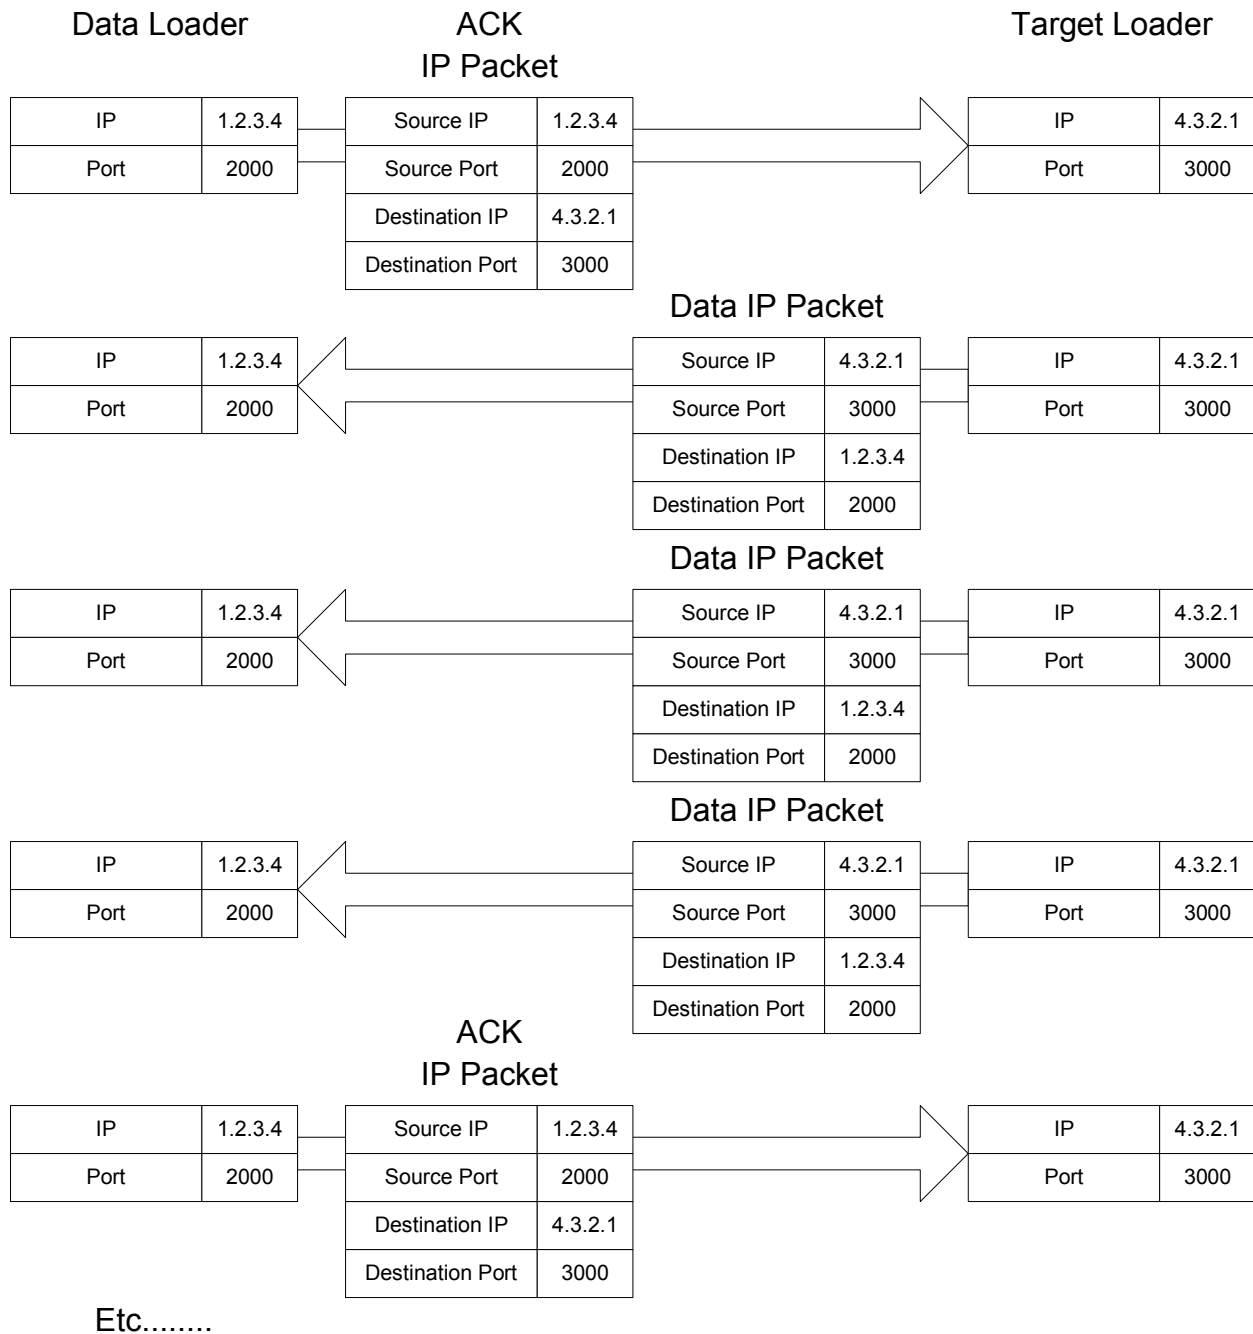 Data Loader ACK Target Loader
IP Packet
IP 1.2.3.4 Source IP 1.2.3.4 IP 4.3.2.1
Port 2000 Source Port 2000 Port 3000
Destination IP 4.3.2.1
Destination Port 3000
Data IP Packet
IP 1.2.3.4 Source IP 4.3.2.1 IP 4.3.2.1
Port 2000 Source Port 3000 Port 3000
Destination IP 1.2.3.4
Destination Port 2000
Data IP Packet
IP 1.2.3.4 Source IP 4.3.2.1 IP 4.3.2.1
Port 2000 Source Port 3000 Port 3000
Destination IP 1.2.3.4
Destination Port 2000
Data IP Packet
IP 1.2.3.4 Source IP 4.3.2.1 IP 4.3.2.1
Port 2000 Source Port 3000 Port 3000
Destination IP 1.2.3.4
Destination Port 2000
ACK
IP Packet
IP 1.2.3.4 Source IP 1.2.3.4 IP 4.3.2.1
Port 2000 Source Port 2000 Port 3000
Destination IP 4.3.2.1
Destination Port 3000
Etc........